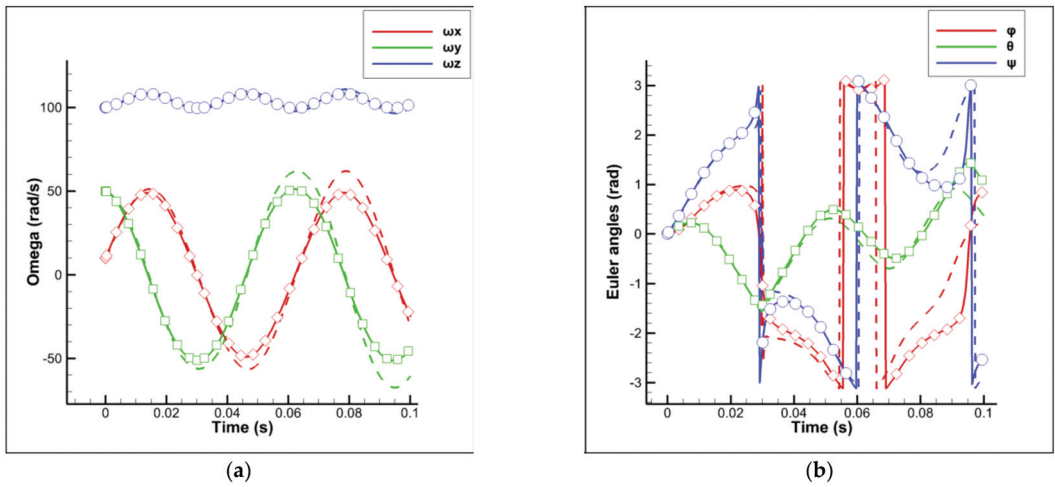 ωx
ωy
ωz
100
50
0
-50
0
0.02
0.04
0.06
0.08
0.1
Omega (rad/s)
Time (s)
(a)
φ
θ
ψ
3
2
1
0
-1
-2
-3
0
0.02
0.04
0.06
0.08
0.1
Euler angles (rad)
Time (s)
(b)